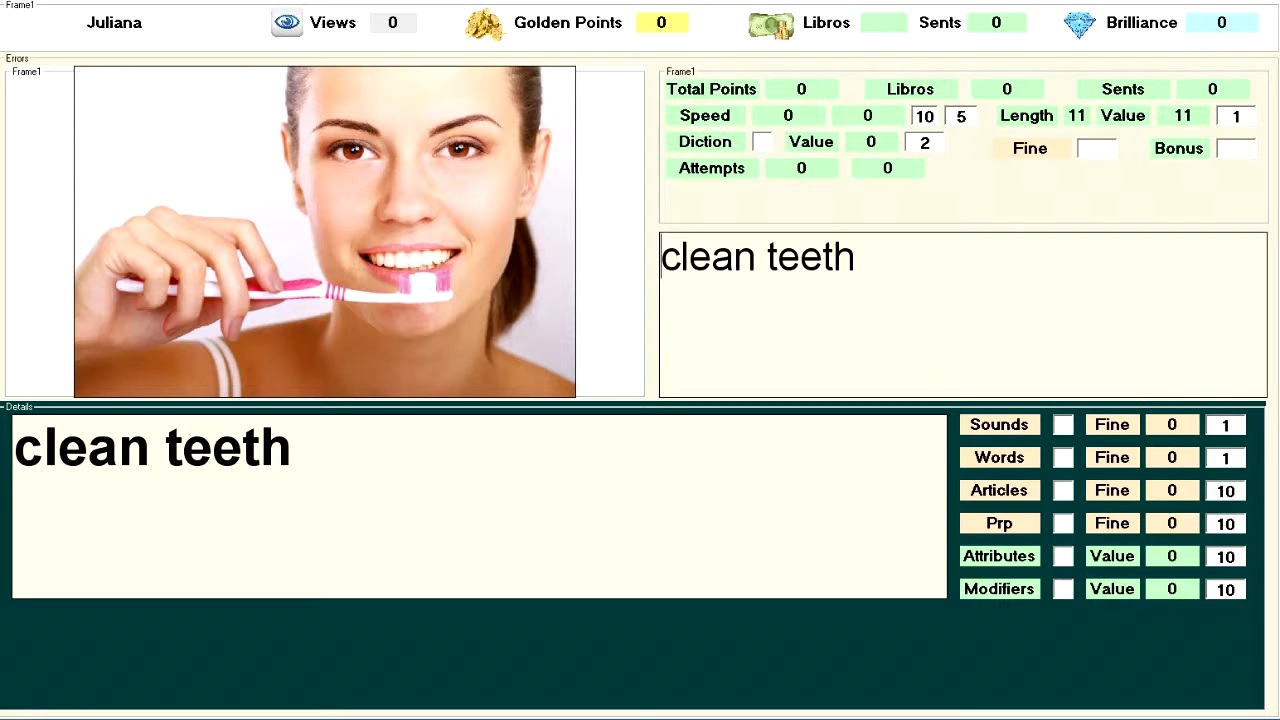 Frame1
Juliana Views 0 Golden Points 0 Libros Sents 0 Brilliance 0
Errors
Frame1
Frame1
Total Points 0 Libros 0 Sents 0
Speed 0 0 10 5 Length 11 Value 11 1
Diction Value 0 2
Fine Bonus
Attempts 0 0
clean teeth
Details
clean teeth
Sounds Fine 0 1
Words Fine 0 1
Articles Fine 0 10
Prp Fine 0 10
Attributes Value 0 10
Modifiers Value 0 10